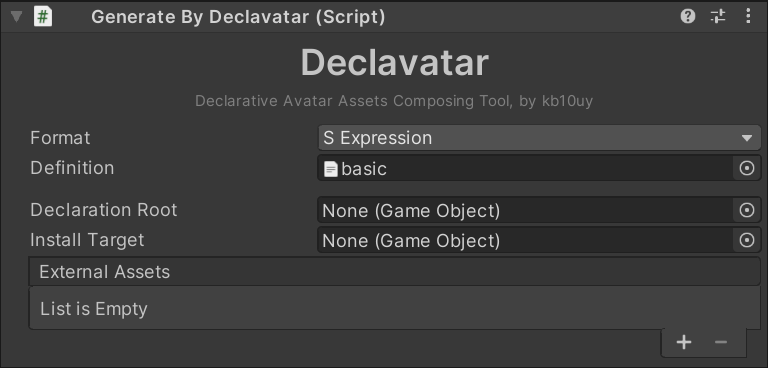 Generate By Declavatar (Script)
Declavatar
Declarative Avatar Assets Composing Tool, by kb10uy
Format S Expression
Definition basic
Declaration Root None (Game Object)
Install Target None (Game Object)
External Assets
List is Empty